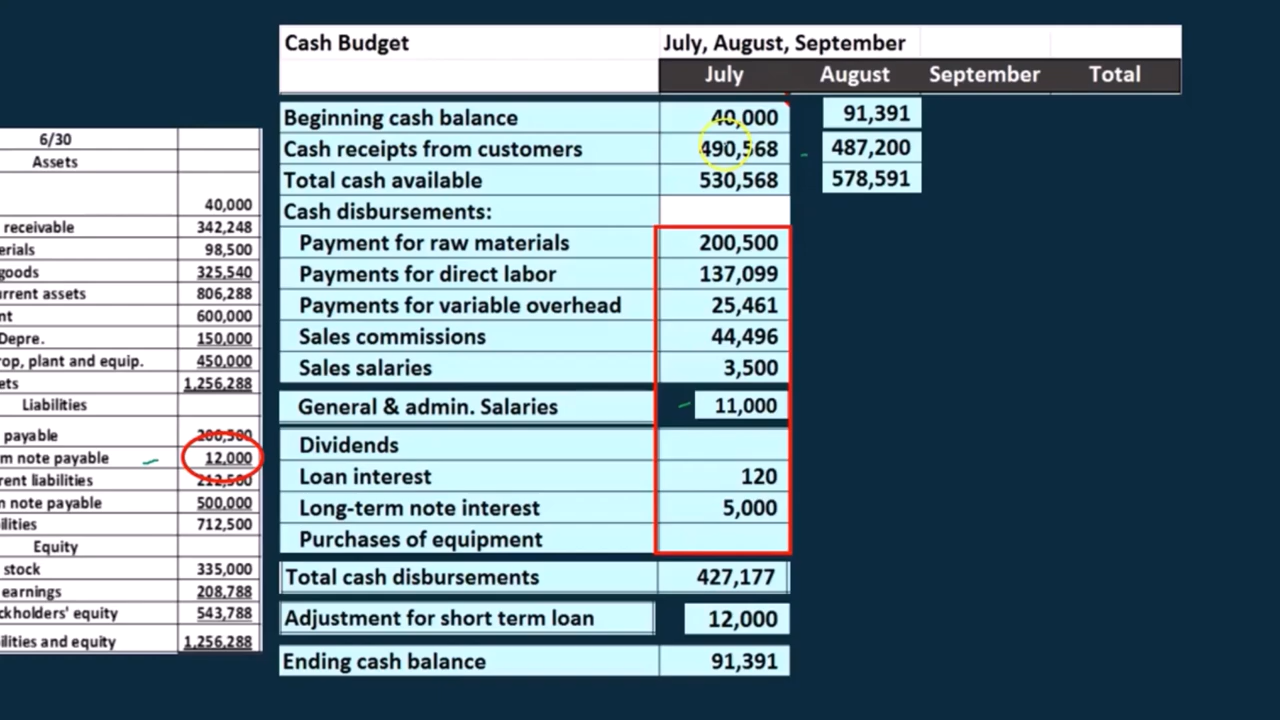 Cash Budget July, August, September
July August September Total
Beginning cash balance 40,000 91,391
Cash receipts from customers 490,568 487,200
Total cash available 530,568 578,591
Cash disbursements:
Payment for raw materials 200,500
Payments for direct labor 137,099
Payments for variable overhead 25,461
Sales commissions 44,496
Sales salaries 3,500
General & admin. Salaries 11,000
Dividends
Loan interest 120
Long-term note interest 5,000
Purchases of equipment
Total cash disbursements 427,177
Adjustment for short term loan 12,000
Ending cash balance 91,391
6/30
Assets
40,000
receivable 342,248
erials 98,500
goods 325,540
urrent assets 806,288
nt 600,000
Depre. 150,000
rop, plant and equip. 450,000
ets 1,256,288
Liabilities
payable 200,500
m note payable 12,000
rent liabilities 212,500
n note payable 500,000
ilities 712,500
Equity
stock 335,000
earnings 208,788
ckholders' equity 543,788
ilities and equity 1,256,288